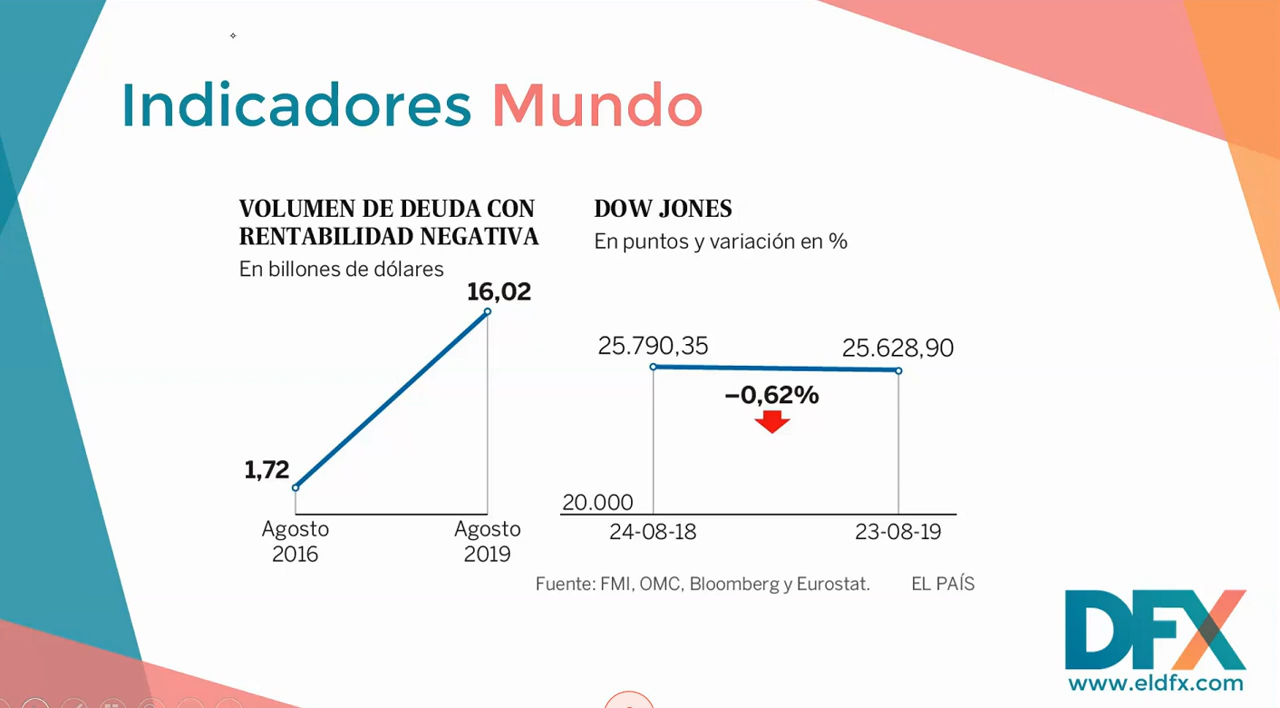 Indicadores Mundo
VOLUMEN DE DEUDA CON
RENTABILIDAD NEGATIVA
En billones de dólares
16,02
1,72
Agosto
2016
Agosto
2019
DOW JONES
En puntos y variación en %
25.790,35
25.628,90
–0,62%
20.000
24-08-18
23-08-19
Fuente: FMI, OMC, Bloomberg y Eurostat.
EL PAÍS
DFX
www.eldfx.com